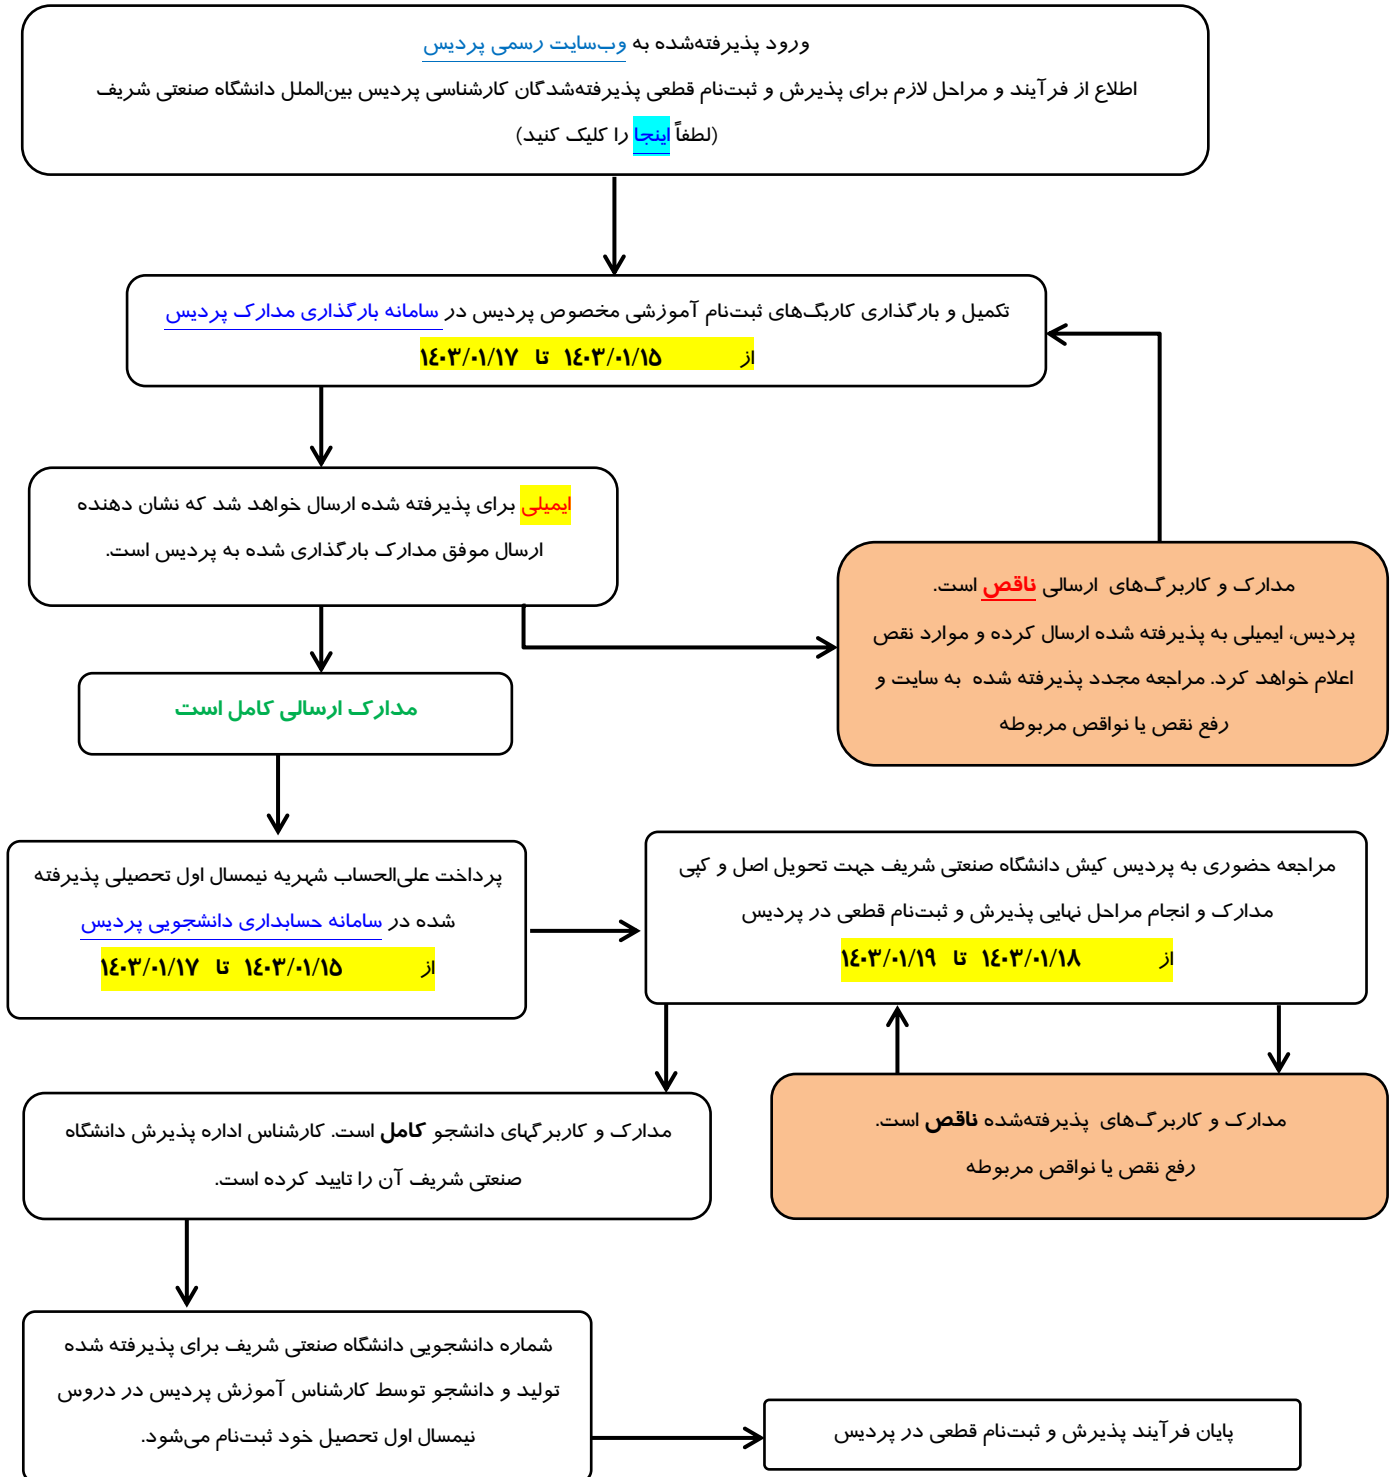 ورود پذیرفته‌شده به وب‌سایت رسمی پردیس
اطلاع از فرآیند و مراحل لازم برای پذیرش و ثبت‌نام قطعی پذیرفته‌شدگان کارشناسی پردیس بین‌الملل دانشگاه صنعتی شریف
(لطفاً اینجا را کلیک کنید)
تکمیل و بارگذاری کاربگ‌های ثبت‌نام آموزشی مخصوص پردیس در سامانه بارگذاری مدارک پردیس
از ۱۴۰۳/۰۱/۱۵ تا ۱۴۰۳/۰۱/۱۷
ایمیلی برای پذیرفته شده ارسال خواهد شد که نشان دهنده
ارسال موفق مدارک بارگذاری شده به پردیس است.
مدارک و کاربرگ‌های ارسالی ناقص است.
پردیس، ایمیلی به پذیرفته شده ارسال کرده و موارد نقص
اعلام خواهد کرد. مراجعه مجدد پذیرفته شده به سایت و
رفع نقص یا نواقص مربوطه
مدارک ارسالی کامل است
پرداخت علی‌الحساب شهریه نیمسال اول تحصیلی پذیرفته
شده در سامانه حسابداری دانشجویی پردیس
از ۱۴۰۳/۰۱/۱۵ تا ۱۴۰۳/۰۱/۱۷
مراجعه حضوری به پردیس کیش دانشگاه صنعتی شریف جهت تحویل اصل و کپی
مدارک و انجام مراحل نهایی پذیرش و ثبت‌نام قطعی در پردیس
از ۱۴۰۳/۰۱/۱۸ تا ۱۴۰۳/۰۱/۱۹
مدارک و کاربرگ‌های پذیرفته‌شده ناقص است.
رفع نقص یا نواقص مربوطه
مدارک و کاربرگهای دانشجو کامل است. کارشناس اداره پذیرش دانشگاه
صنعتی شریف آن را تایید کرده است.
شماره دانشجویی دانشگاه صنعتی شریف برای پذیرفته شده
تولید و دانشجو توسط کارشناس آموزش پردیس در دروس
نیمسال اول تحصیل خود ثبت‌نام می‌شود.
پایان فرآیند پذیرش و ثبت‌نام قطعی در پردیس